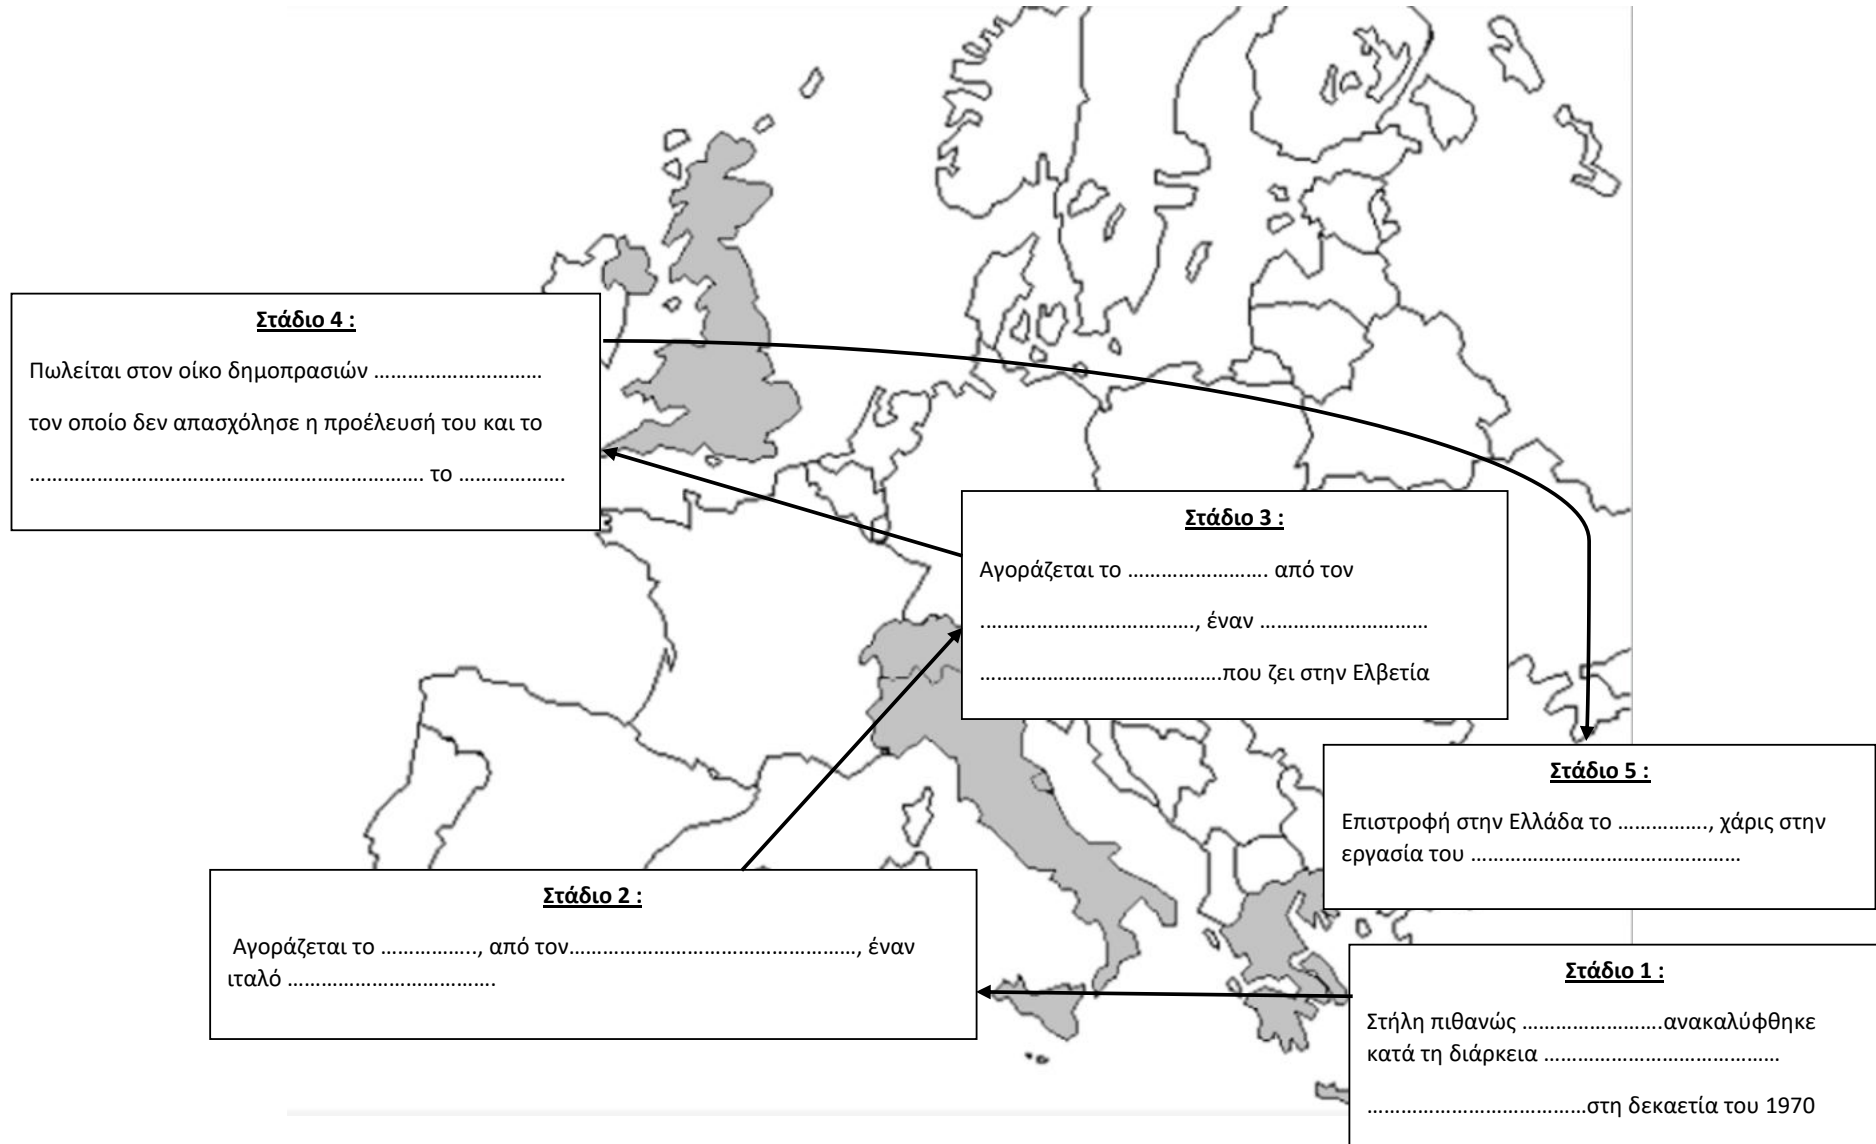 Στάδιο 4 :
Πωλείται στον οίκο δημοπρασιών ..............................
τον οποίο δεν απασχόλησε η προέλευσή του και το
...................................................................... το ...................
Στάδιο 3 :
Αγοράζεται το ......................... από τον
......................................, έναν ..............................
...........................................που ζει στην Ελβετία
Στάδιο 5 :
Επιστροφή στην Ελλάδα το ................, χάρις στην
εργασία του ................................................
Στάδιο 2 :
Αγοράζεται το ................., από τον..................................................., έναν
ιταλό .....................................
Στάδιο 1 :
Στήλη πιθανώς .........................ανακαλύφθηκε
κατά τη διάρκεια ..........................................
.......................................στη δεκαετία του 1970